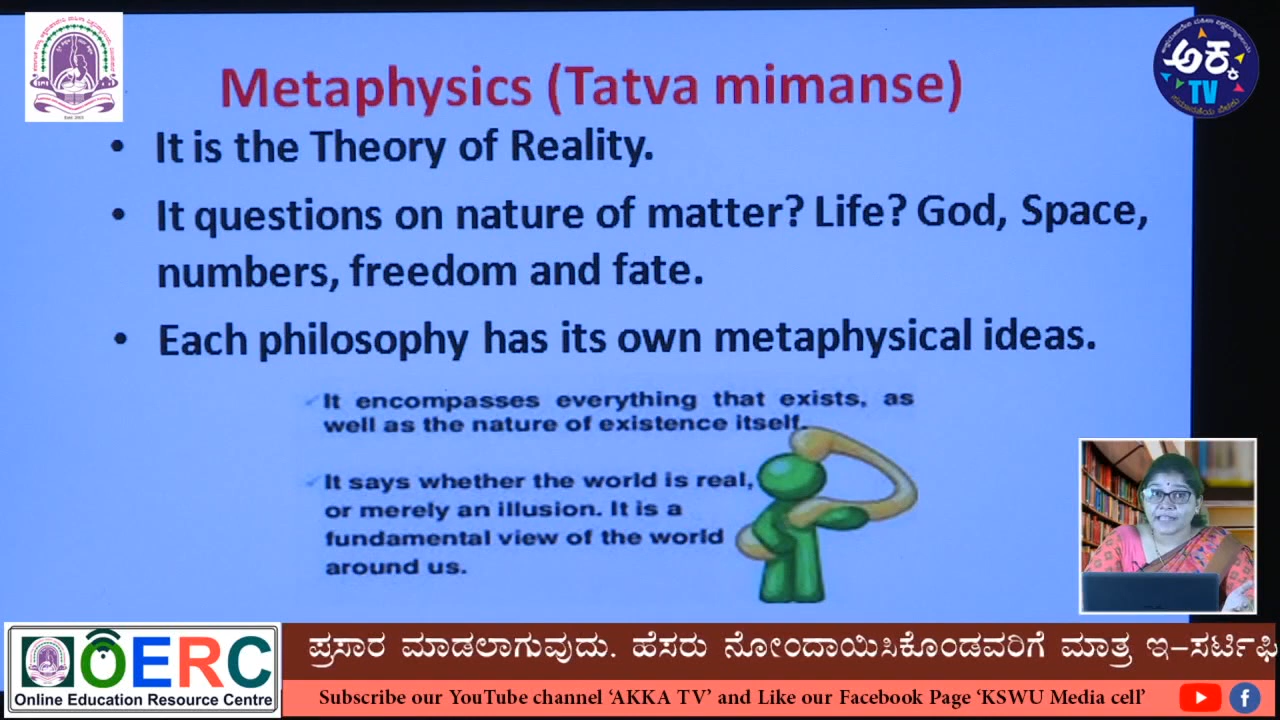 Metaphysics (Tatva mimanse)
• It is the Theory of Reality.
• It questions on nature of matter? Life? God, Space,
numbers, freedom and fate.
• Each philosophy has its own metaphysical ideas.
It encompasses everything that exists, as
well as the nature of existence itself.
It says whether the world is real,
or merely an illusion. It is a
fundamental view of the world
around us.
ಅಕ್ಕ
TV
OERC
Online Education Resource Centre
ಪ್ರಸಾರ ಮಾಡಲಾಗುವುದು. ಹೆಸರು ನೋಂದಾಯಿಸಿಕೊಂಡವರಿಗೆ ಮಾತ್ರ ಇ-ಸರ್ಟಿಫಿ
Subscribe our YouTube channel ‘AKKA TV’ and Like our Facebook Page ‘KSWU Media cell’